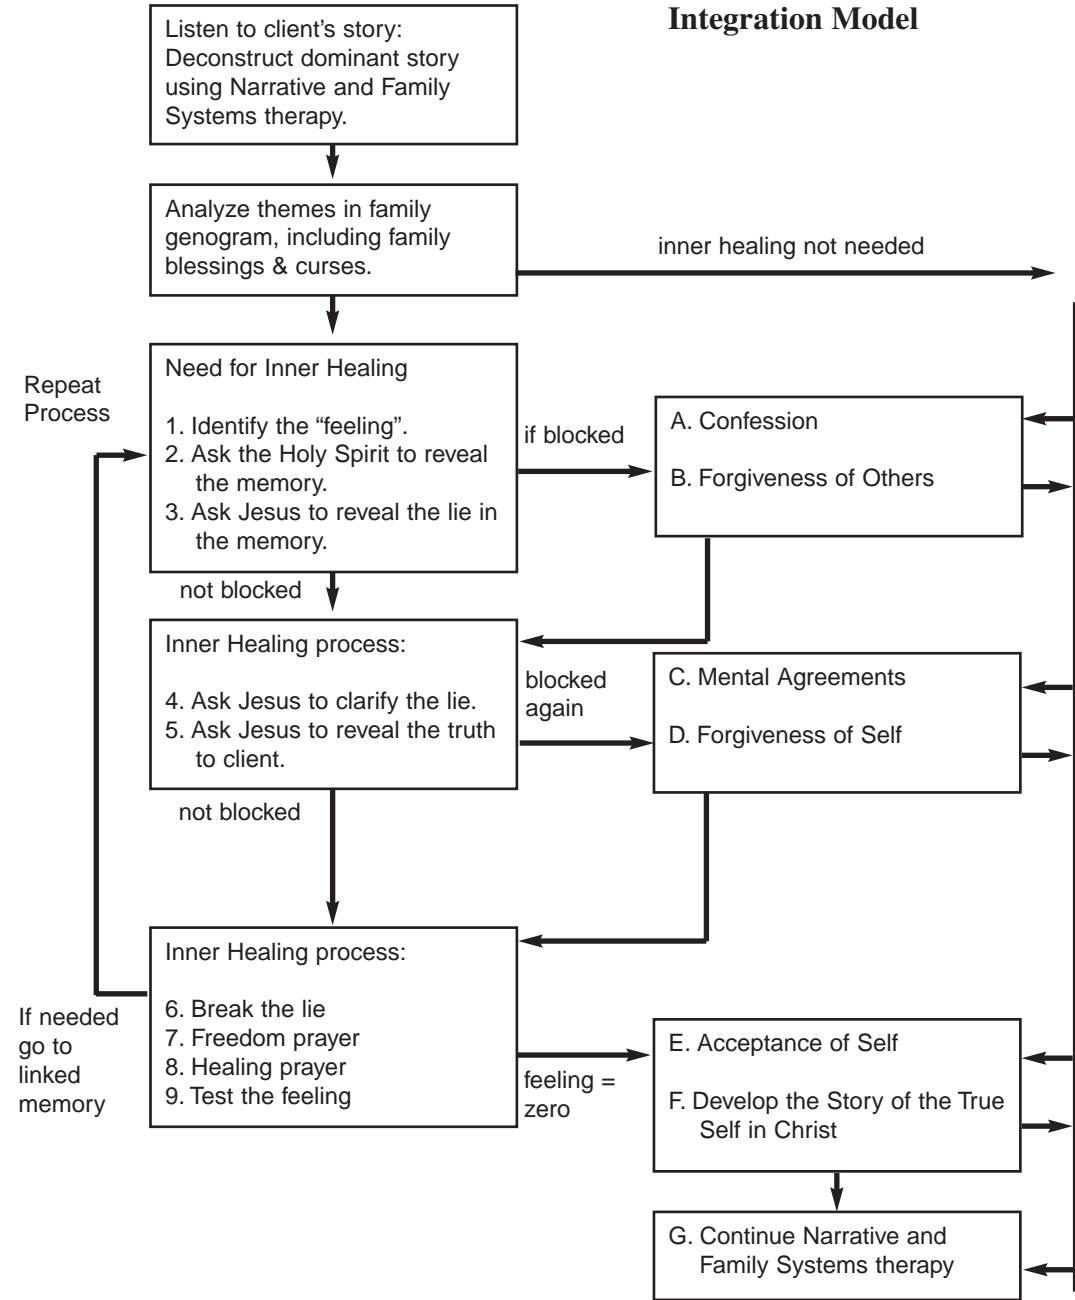 Integration Model
Listen to client’s story:
Deconstruct dominant story
using Narrative and Family
Systems therapy.
Analyze themes in family
genogram, including family
blessings & curses.
inner healing not needed
Repeat
Process
Need for Inner Healing
1. Identify the “feeling”.
2. Ask the Holy Spirit to reveal
the memory.
3. Ask Jesus to reveal the lie in
the memory.
if blocked
A. Confession
B. Forgiveness of Others
not blocked
Inner Healing process:
4. Ask Jesus to clarify the lie.
5. Ask Jesus to reveal the truth
to client.
blocked
again
C. Mental Agreements
D. Forgiveness of Self
not blocked
Inner Healing process:
6. Break the lie
7. Freedom prayer
8. Healing prayer
9. Test the feeling
If needed
go to
linked
memory
feeling =
zero
E. Acceptance of Self
F. Develop the Story of the True
Self in Christ
G. Continue Narrative and
Family Systems therapy